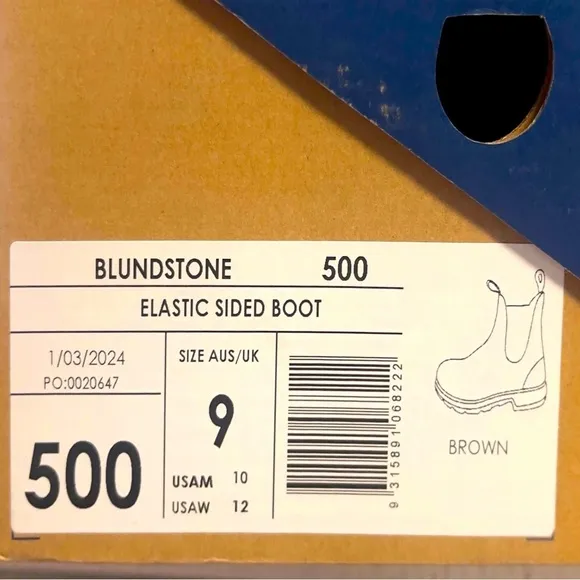 BLUNDSTONE 500
ELASTIC SIDED BOOT
1/03/2024
PO:0020647
500
SIZE AUS/UK
9
USAM 10
USAW 12
9 315891 068222
BROWN